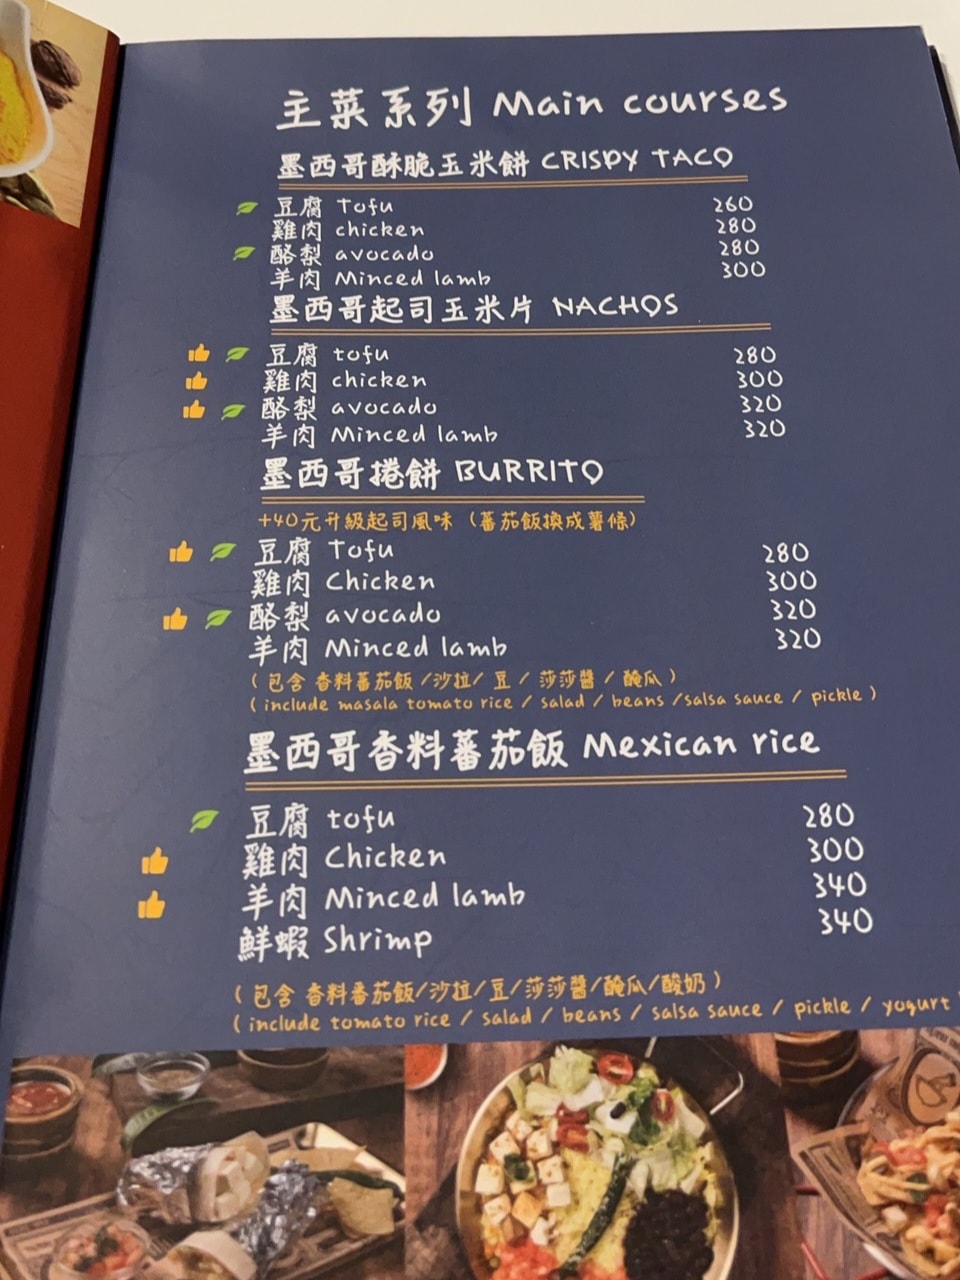 主菜系列 Main courses
墨西哥酥脆玉米餅 CRISPY TACO
豆腐 Tofu 260
雞肉 chicken 280
酪梨 avocado 280
羊肉 Minced lamb 300
墨西哥起司玉米片 NACHOS
豆腐 tofu 280
雞肉 chicken 300
酪梨 avocado 320
羊肉 Minced lamb 320
墨西哥捲餅 BURRITO
+40元升級起司風味 (蕃茄飯換成薯條)
豆腐 Tofu 280
雞肉 Chicken 300
酪梨 avocado 320
羊肉 Minced lamb 320
( 包含 香料蕃茄飯 / 沙拉 / 豆 / 莎莎醬 / 醃瓜 )
( include masala tomato rice / salad / beans / salsa sauce / pickle )
墨西哥香料蕃茄飯 Mexican rice
豆腐 tofu 280
雞肉 Chicken 300
羊肉 Minced lamb 340
鮮蝦 Shrimp 340
( 包含 香料番茄飯/沙拉/豆/莎莎醬/醃瓜/酸奶 )
( include tomato rice / salad / beans / salsa sauce / pickle / yogurt